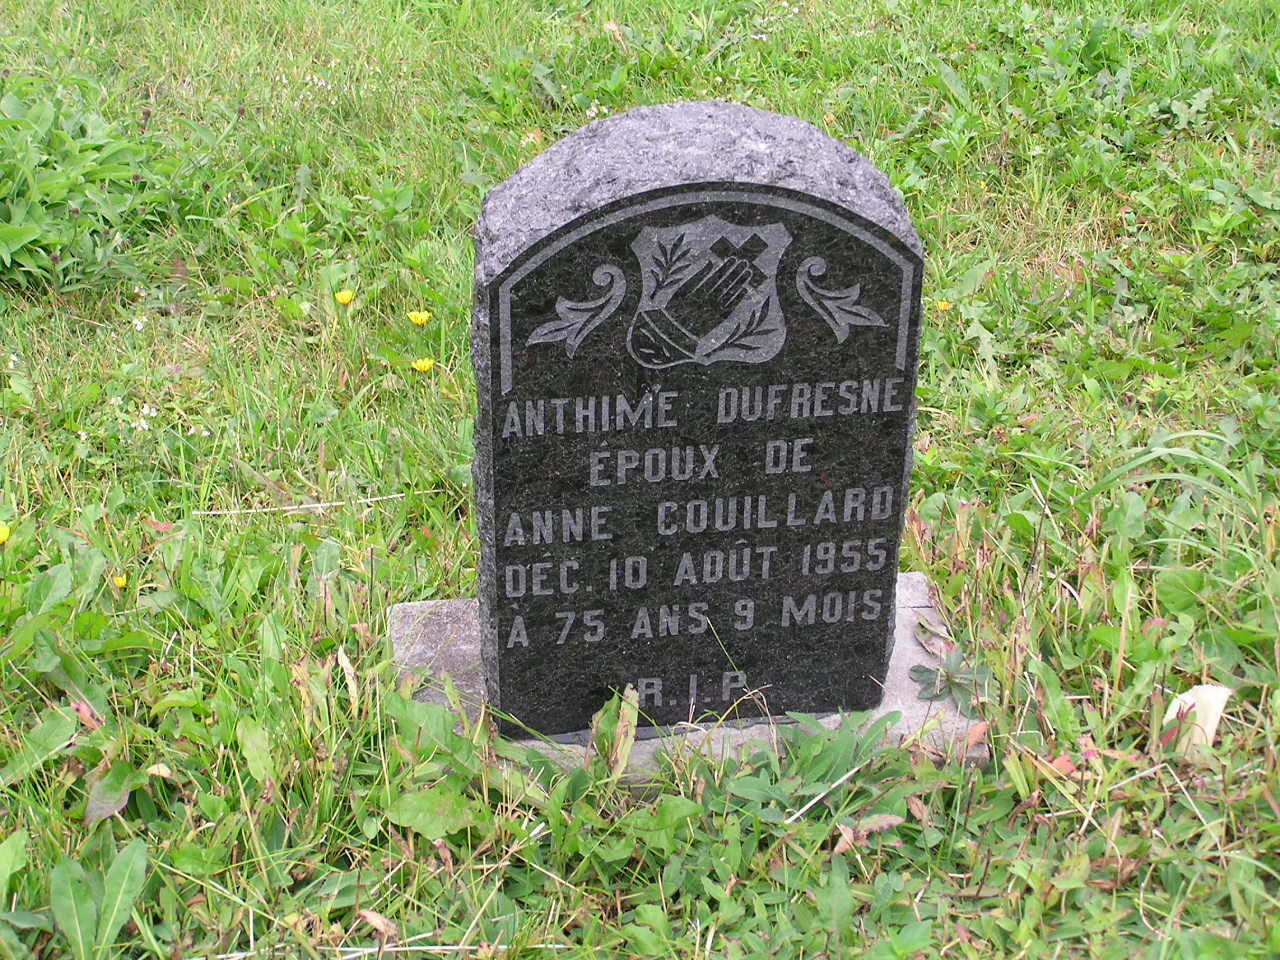 ANTHIME DUFRESNE
ÉPOUX DE
ANNE COUILLARD
DÉC. 10 AOÛT 1955
À 75 ANS 9 MOIS
R.I.P.